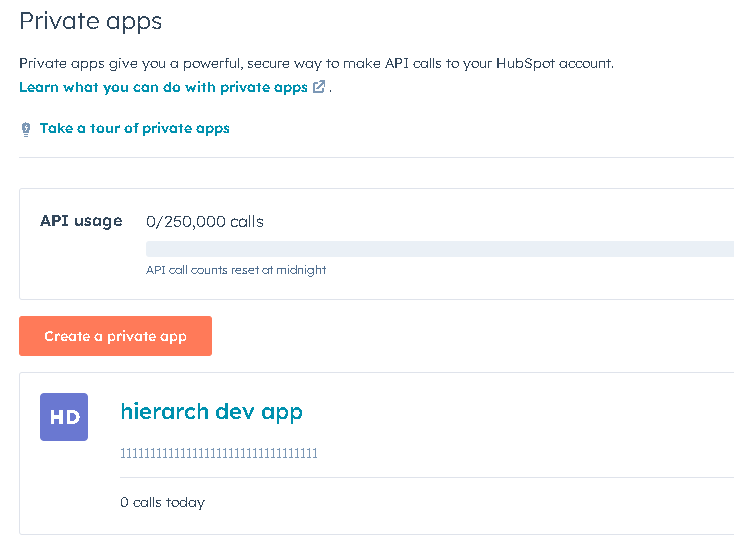 Private apps
Private apps give you a powerful, secure way to make API calls to your HubSpot account.
Learn what you can do with private apps .
Take a tour of private apps
API usage 0/250,000 calls
API call counts reset at midnight
Create a private app
HD
hierarch dev app
111111111111111111111111111111111
0 calls today